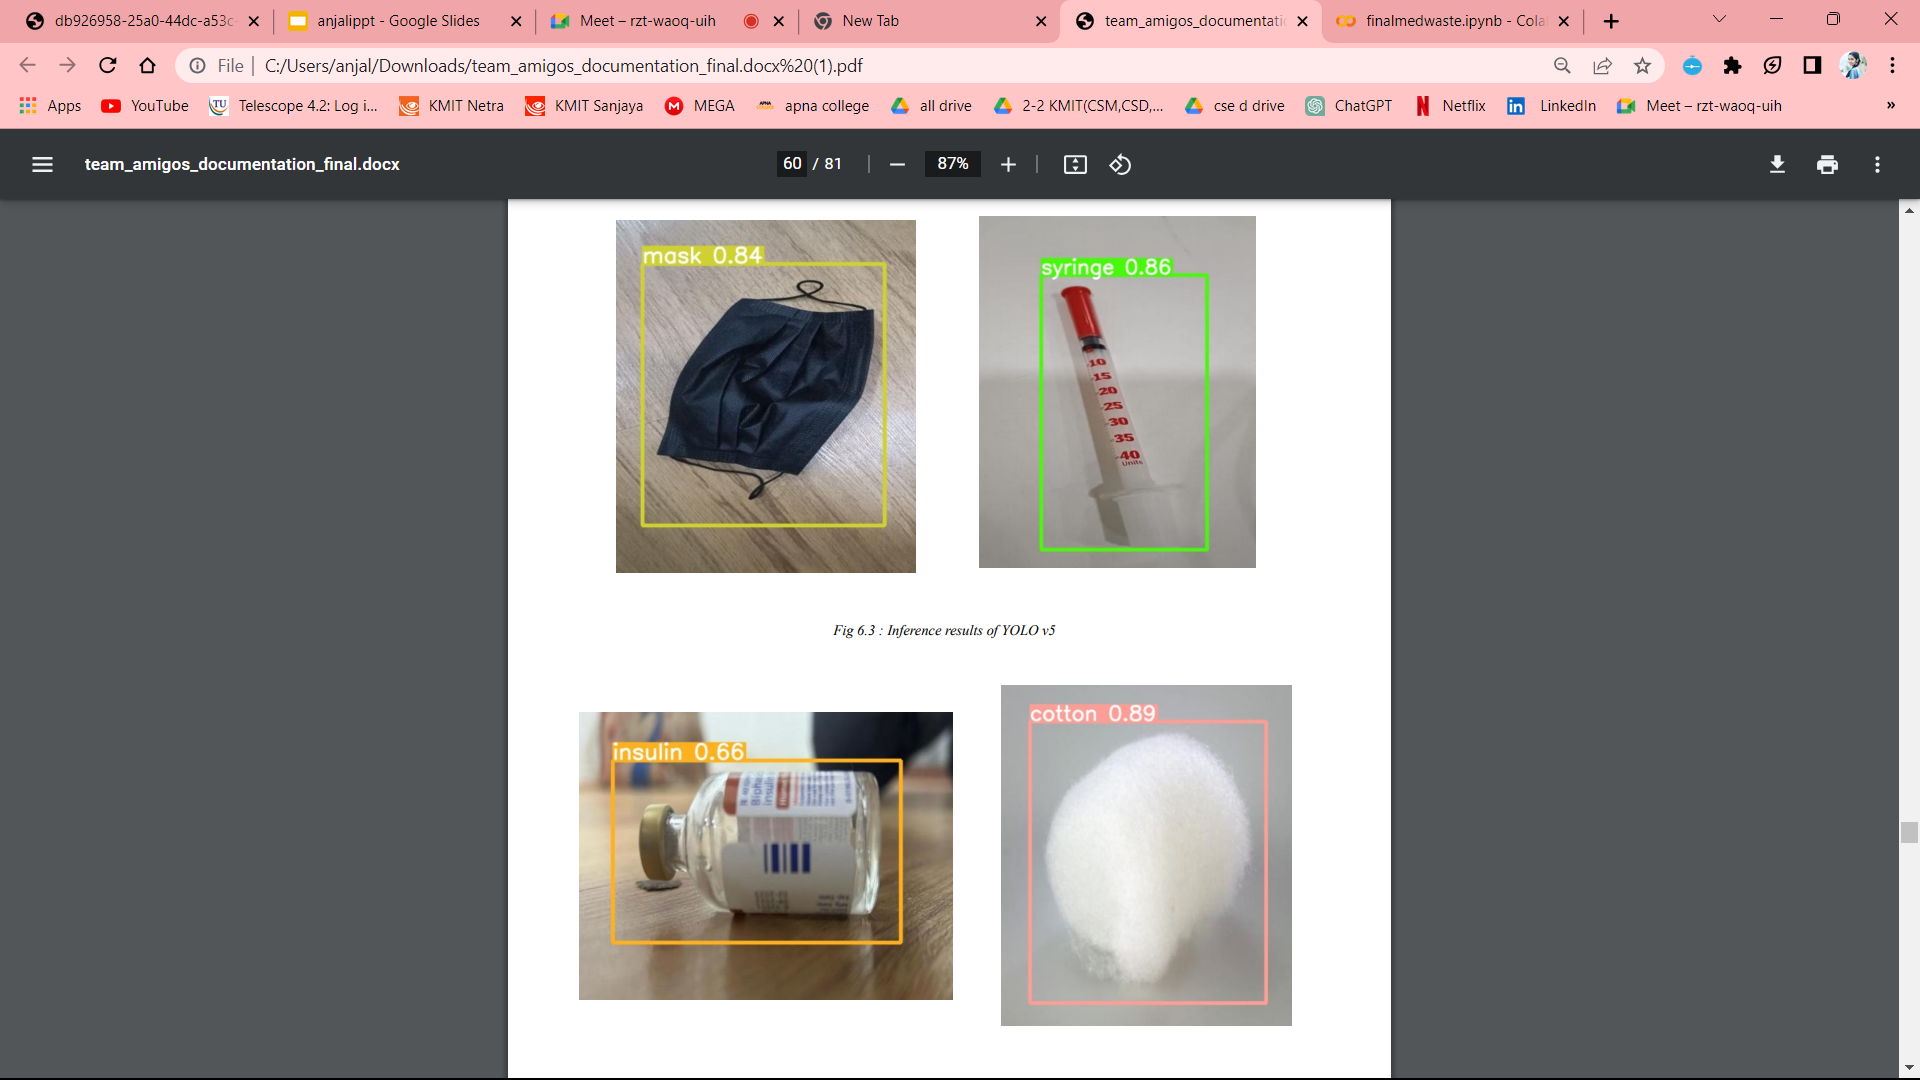 db926958-25a0-44dc-a53c
anjalippt - Google Slides
Meet – rzt-waoq-uih
New Tab
team_amigos_documentati
finalmedwaste.ipynb - Cola
File
C:/Users/anjal/Downloads/team_amigos_documentation_final.docx%20(1).pdf
Apps
YouTube
TU
Telescope 4.2: Log i...
KMIT Netra
KMIT Sanjaya
MEGA
apna college
all drive
2-2 KMIT(CSM,CSD,...
cse d drive
ChatGPT
Netflix
LinkedIn
Meet – rzt-waoq-uih
»
team_amigos_documentation_final.docx
60 / 81
87%
mask 0.84
syringe 0.86
10
15
20
25
30
35
40
Units
Fig 6.3 : Inference results of YOLO v5
insulin 0.66
cotton 0.89